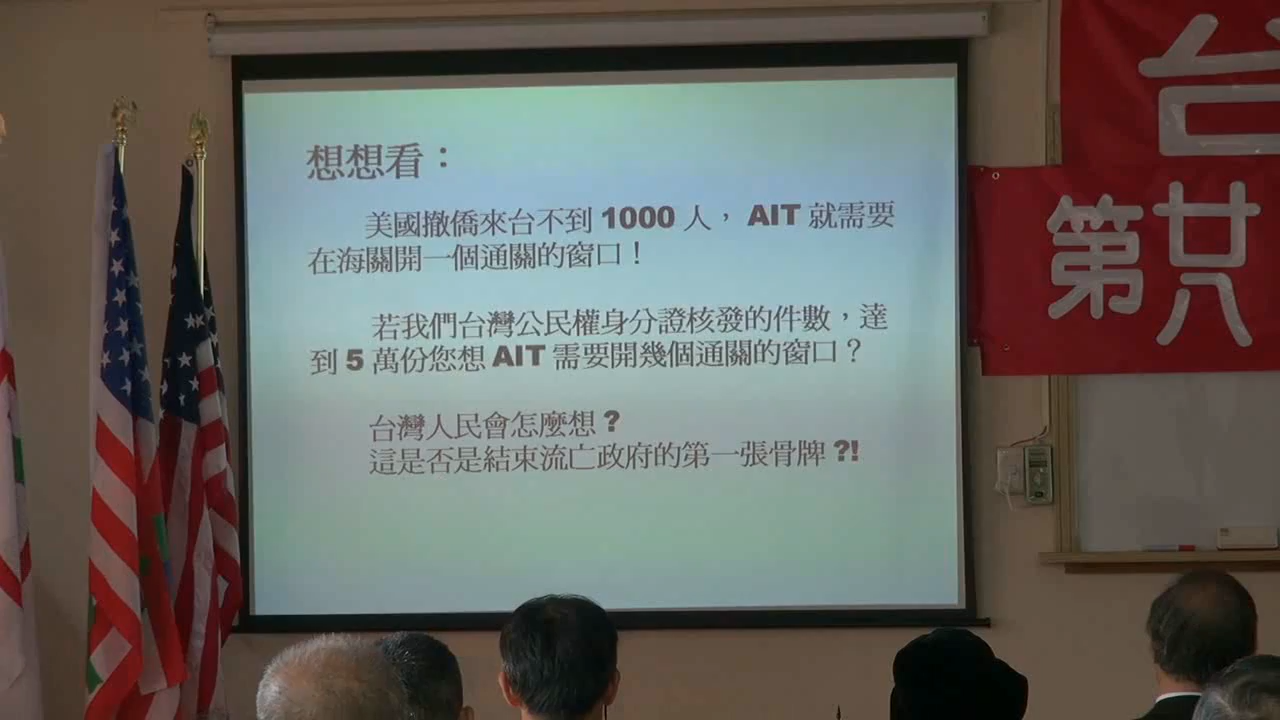 想想看：
美國撤僑來台不到 1000 人， AIT 就需要
在海關開一個通關的窗口！
若我們台灣公民權身分證核發的件數，達
到 5 萬份您想 AIT 需要開幾個通關的窗口？
台灣人民會怎麼想？
這是否是結束流亡政府的第一張骨牌 ?!
台
第廿八